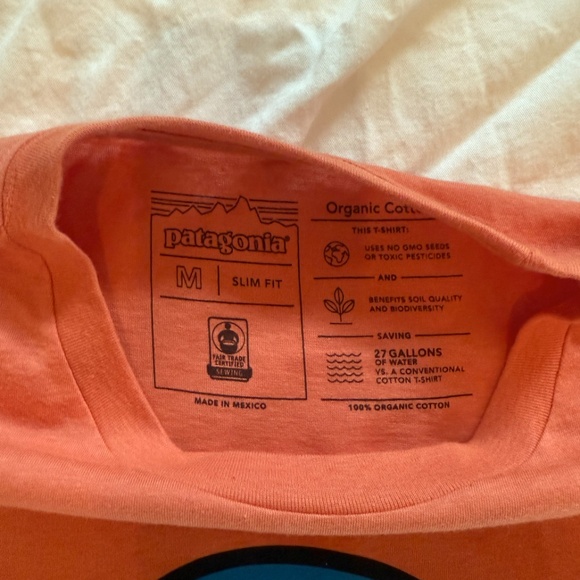 patagonia®
M | SLIM FIT
FAIR TRADE
CERTIFIED
SEWING
MADE IN MEXICO
Organic
THIS T-SHIRT:
USES NO GMO SEEDS
OR TOXIC PESTICIDES
AND
BENEFITS SOIL QUALITY
AND BIODIVERSITY
SAVING
27 GALLONS
OF WATER
VS. A CONVENTIONAL
COTTON T-SHIRT
100% ORGANIC COTTON